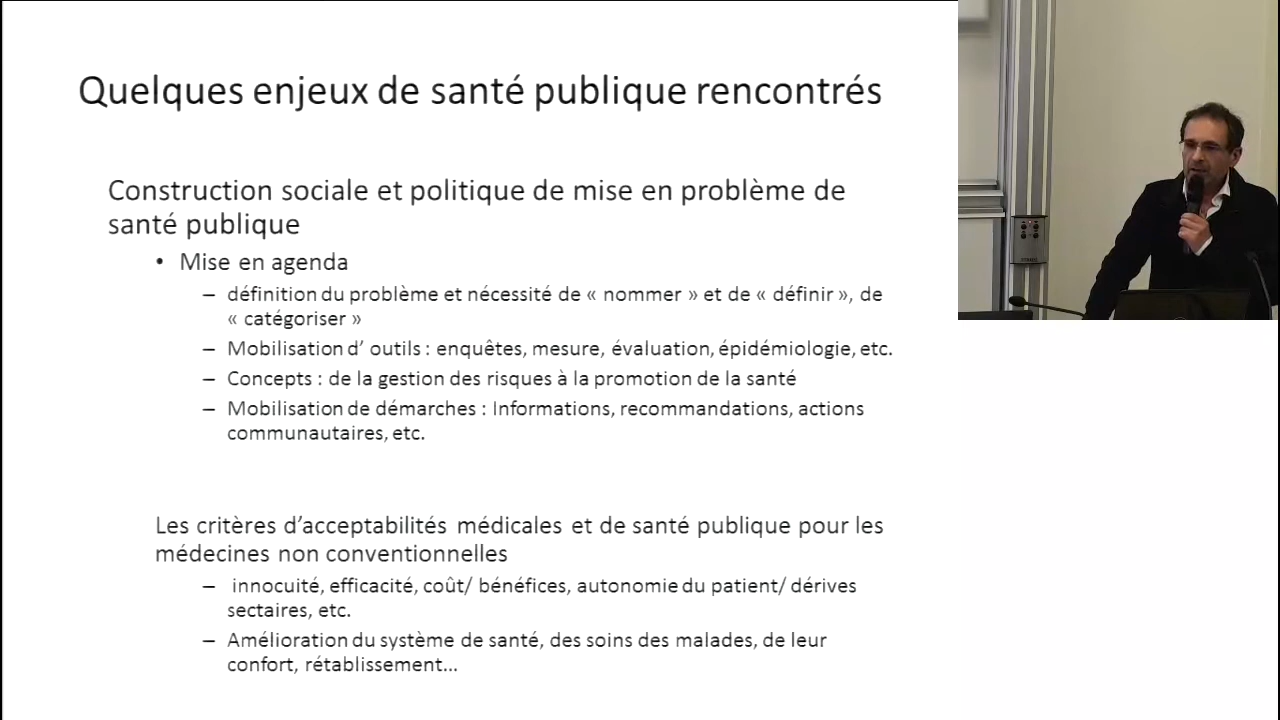 Quelques enjeux de santé publique rencontrés
Construction sociale et politique de mise en problème de
santé publique
• Mise en agenda
– définition du problème et nécessité de « nommer » et de « définir », de
« catégoriser »
– Mobilisation d’ outils : enquêtes, mesure, évaluation, épidémiologie, etc.
– Concepts : de la gestion des risques à la promotion de la santé
– Mobilisation de démarches : Informations, recommandations, actions
communautaires, etc.
Les critères d’acceptabilités médicales et de santé publique pour les
médecines non conventionnelles
– innocuité, efficacité, coût/ bénéfices, autonomie du patient/ dérives
sectaires, etc.
– Amélioration du système de santé, des soins des malades, de leur
confort, rétablissement...